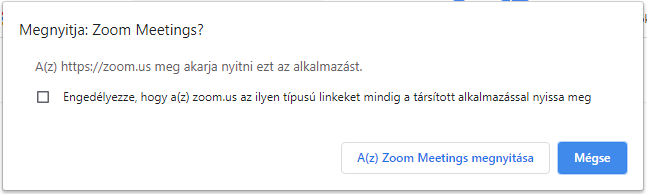 Megnyitja: Zoom Meetings?
A(z) https://zoom.us meg akarja nyitni ezt az alkalmazást.
Engedélyezze, hogy a(z) zoom.us az ilyen típusú linkeket mindig a társított alkalmazással nyissa meg
A(z) Zoom Meetings megnyitása
Mégse